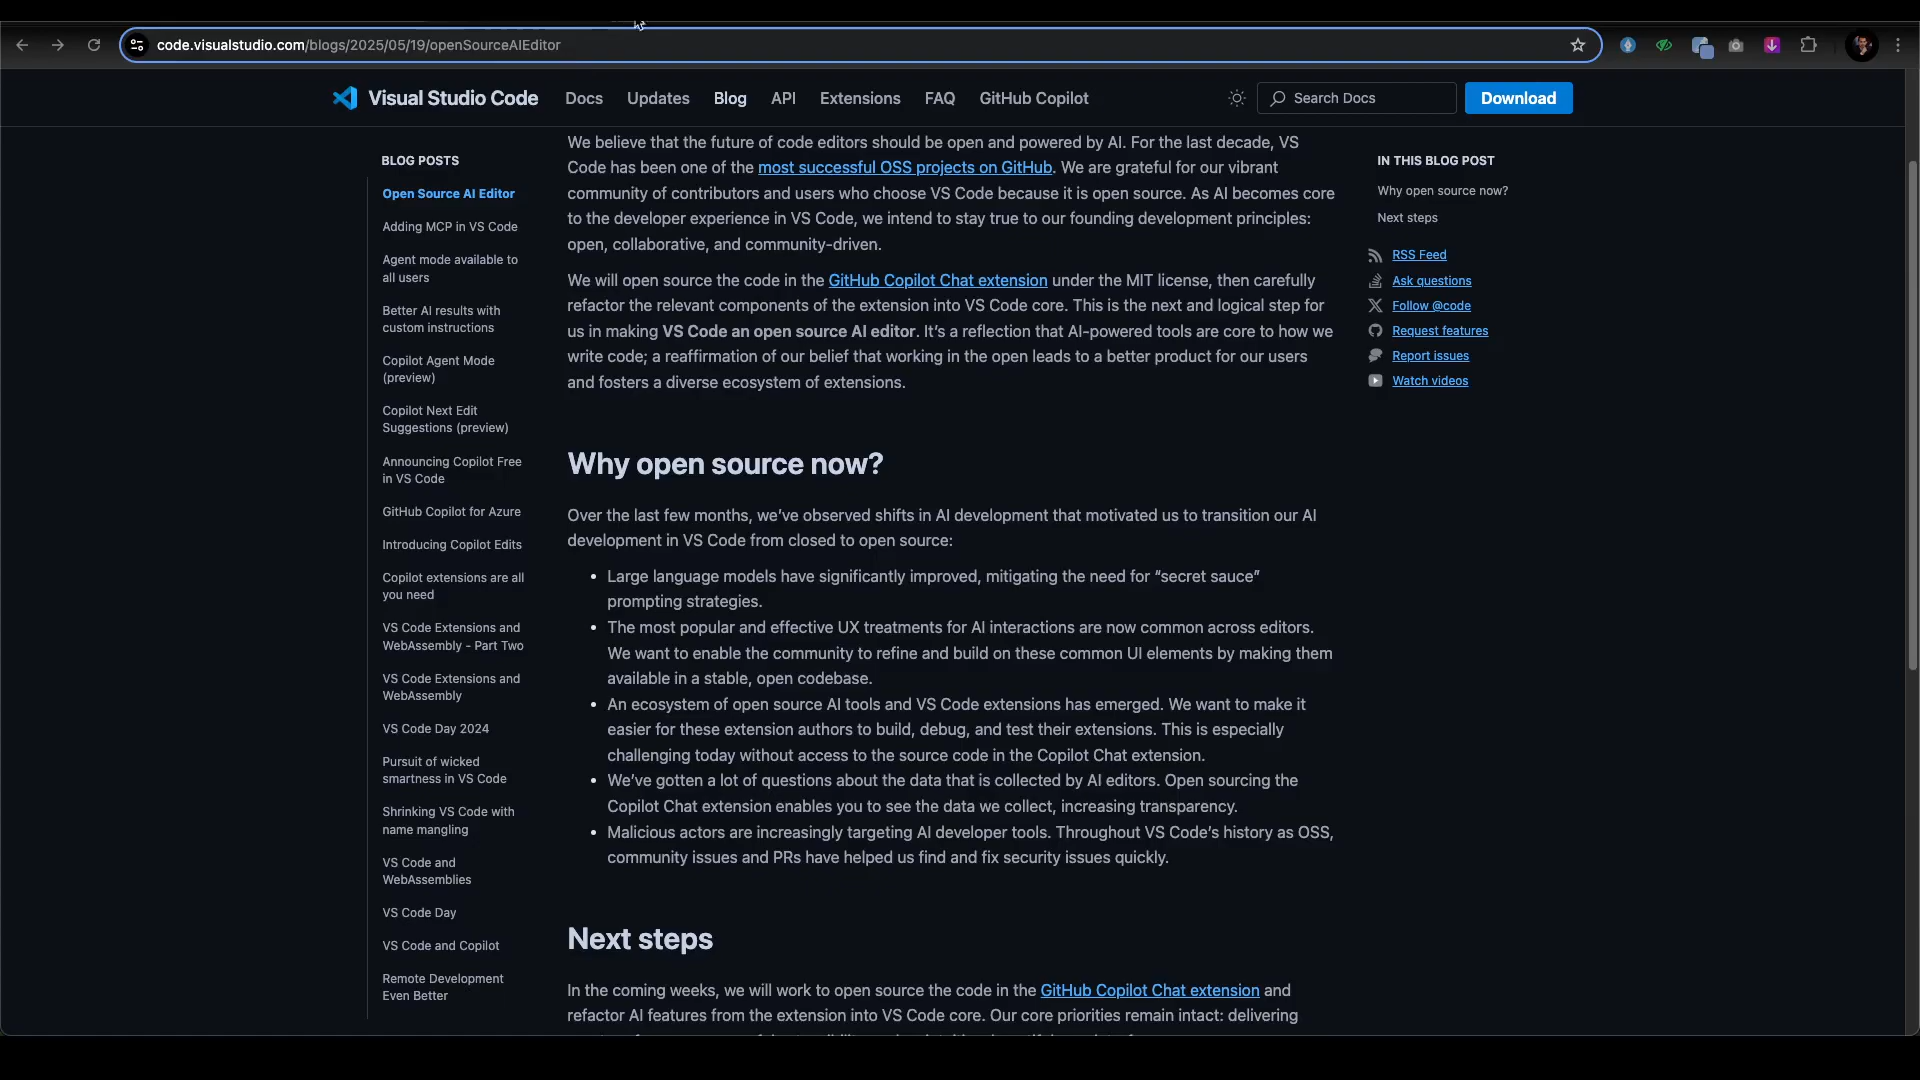 code.visualstudio.com/blogs/2025/05/19/openSourceAIEditor
Visual Studio Code
Docs
Updates
Blog
API
Extensions
FAQ
GitHub Copilot
Search Docs
Download
BLOG POSTS
Open Source AI Editor
Adding MCP in VS Code
Agent mode available to
all users
Better AI results with
custom instructions
Copilot Agent Mode
(preview)
Copilot Next Edit
Suggestions (preview)
Announcing Copilot Free
in VS Code
GitHub Copilot for Azure
Introducing Copilot Edits
Copilot extensions are all
you need
VS Code Extensions and
WebAssembly - Part Two
VS Code Extensions and
WebAssembly
VS Code Day 2024
Pursuit of wicked
smartness in VS Code
Shrinking VS Code with
name mangling
VS Code and
WebAssemblies
VS Code Day
VS Code and Copilot
Remote Development
Even Better
We believe that the future of code editors should be open and powered by AI. For the last decade, VS
Code has been one of the most successful OSS projects on GitHub. We are grateful for our vibrant
community of contributors and users who choose VS Code because it is open source. As AI becomes core
to the developer experience in VS Code, we intend to stay true to our founding development principles:
open, collaborative, and community-driven.
We will open source the code in the GitHub Copilot Chat extension under the MIT license, then carefully
refactor the relevant components of the extension into VS Code core. This is the next and logical step for
us in making VS Code an open source AI editor. It’s a reflection that AI-powered tools are core to how we
write code; a reaffirmation of our belief that working in the open leads to a better product for our users
and fosters a diverse ecosystem of extensions.
Why open source now?
Over the last few months, we’ve observed shifts in AI development that motivated us to transition our AI
development in VS Code from closed to open source:
• Large language models have significantly improved, mitigating the need for “secret sauce”
prompting strategies.
• The most popular and effective UX treatments for AI interactions are now common across editors.
We want to enable the community to refine and build on these common UI elements by making them
available in a stable, open codebase.
• An ecosystem of open source AI tools and VS Code extensions has emerged. We want to make it
easier for these extension authors to build, debug, and test their extensions. This is especially
challenging today without access to the source code in the Copilot Chat extension.
• We’ve gotten a lot of questions about the data that is collected by AI editors. Open sourcing the
Copilot Chat extension enables you to see the data we collect, increasing transparency.
• Malicious actors are increasingly targeting AI developer tools. Throughout VS Code’s history as OSS,
community issues and PRs have helped us find and fix security issues quickly.
Next steps
In the coming weeks, we will work to open source the code in the GitHub Copilot Chat extension and
refactor AI features from the extension into VS Code core. Our core priorities remain intact: delivering
IN THIS BLOG POST
Why open source now?
Next steps
RSS Feed
Ask questions
Follow @code
Request features
Report issues
Watch videos